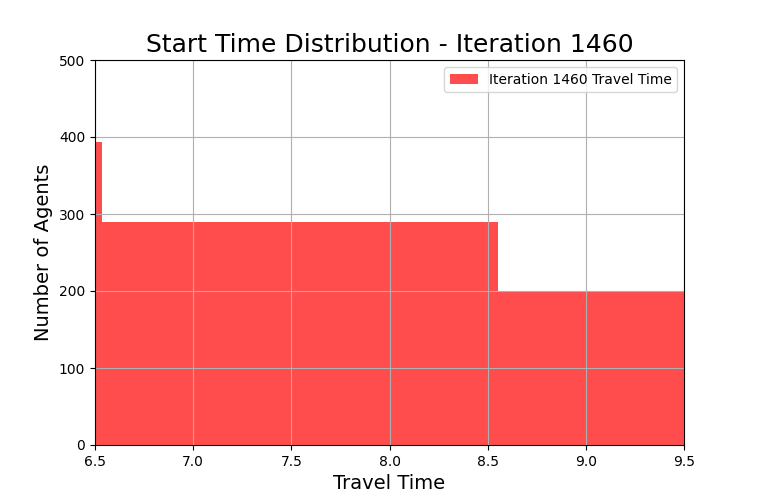 Start Time Distribution - Iteration 1460
500
Iteration 1460 Travel Time
400
300
200
100
0
Number of Agents
6.5 7.0 7.5 8.0 8.5 9.0 9.5
Travel Time